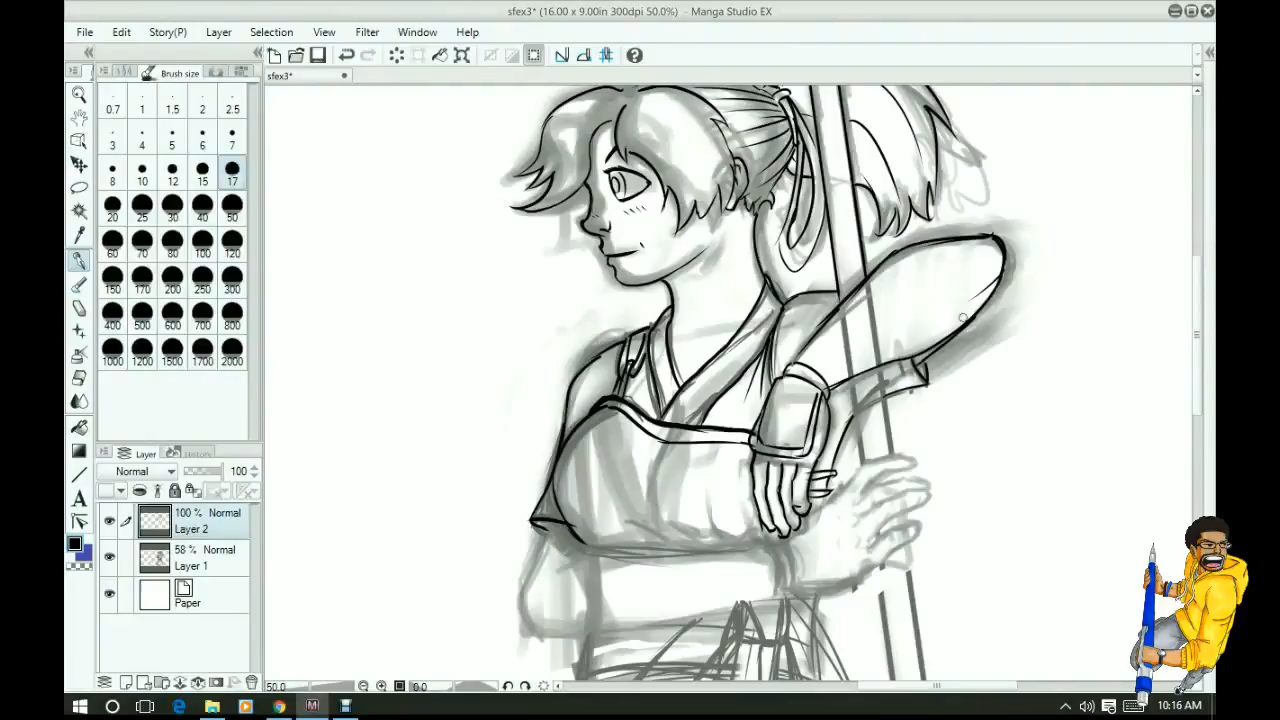 sfex3* (16.00 x 9.00in 300dpi 50.0%) - Manga Studio EX
File Edit Story(P) Layer Selection View Filter Window Help
Brush size
sfex3*
0.7 1 1.5 2 2.5
3 4 5 6 7
8 10 12 15 17
20 25 30 40 50
60 70 80 100 120
150 170 200 250 300
400 500 600 700 800
1000 1200 1500 1700 2000
Layer History
Normal 100
100 % Normal
Layer 2
58 % Normal
Layer 1
Paper
A
50.0 0.0
10:16 AM